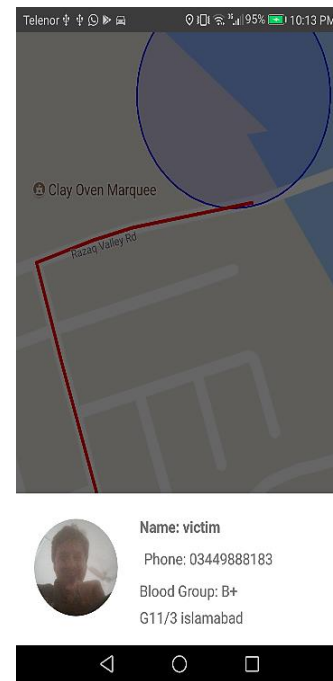 Telenor 95% 10:13 PM
Clay Oven Marquee
Razaq Valley Rd
Name: victim
Phone: 03449888183
Blood Group: B+
G11/3 islamabad